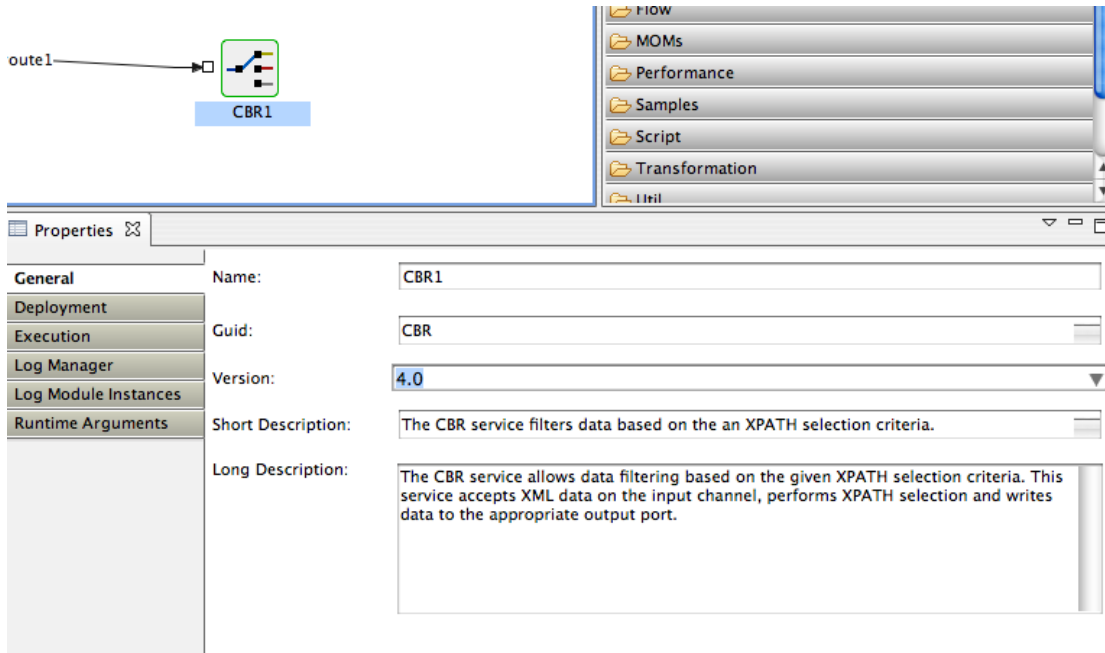 Flow
route1
MOMs
Performance
CBR1
Samples
Script
Transformation
Util
Properties
General
Deployment
Execution
Log Manager
Log Module Instances
Runtime Arguments
Name:
CBR1
Guid:
CBR
Version:
4.0
Short Description:
The CBR service filters data based on the an XPATH selection criteria.
Long Description:
The CBR service allows data filtering based on the given XPATH selection criteria. This
service accepts XML data on the input channel, performs XPATH selection and writes
data to the appropriate output port.